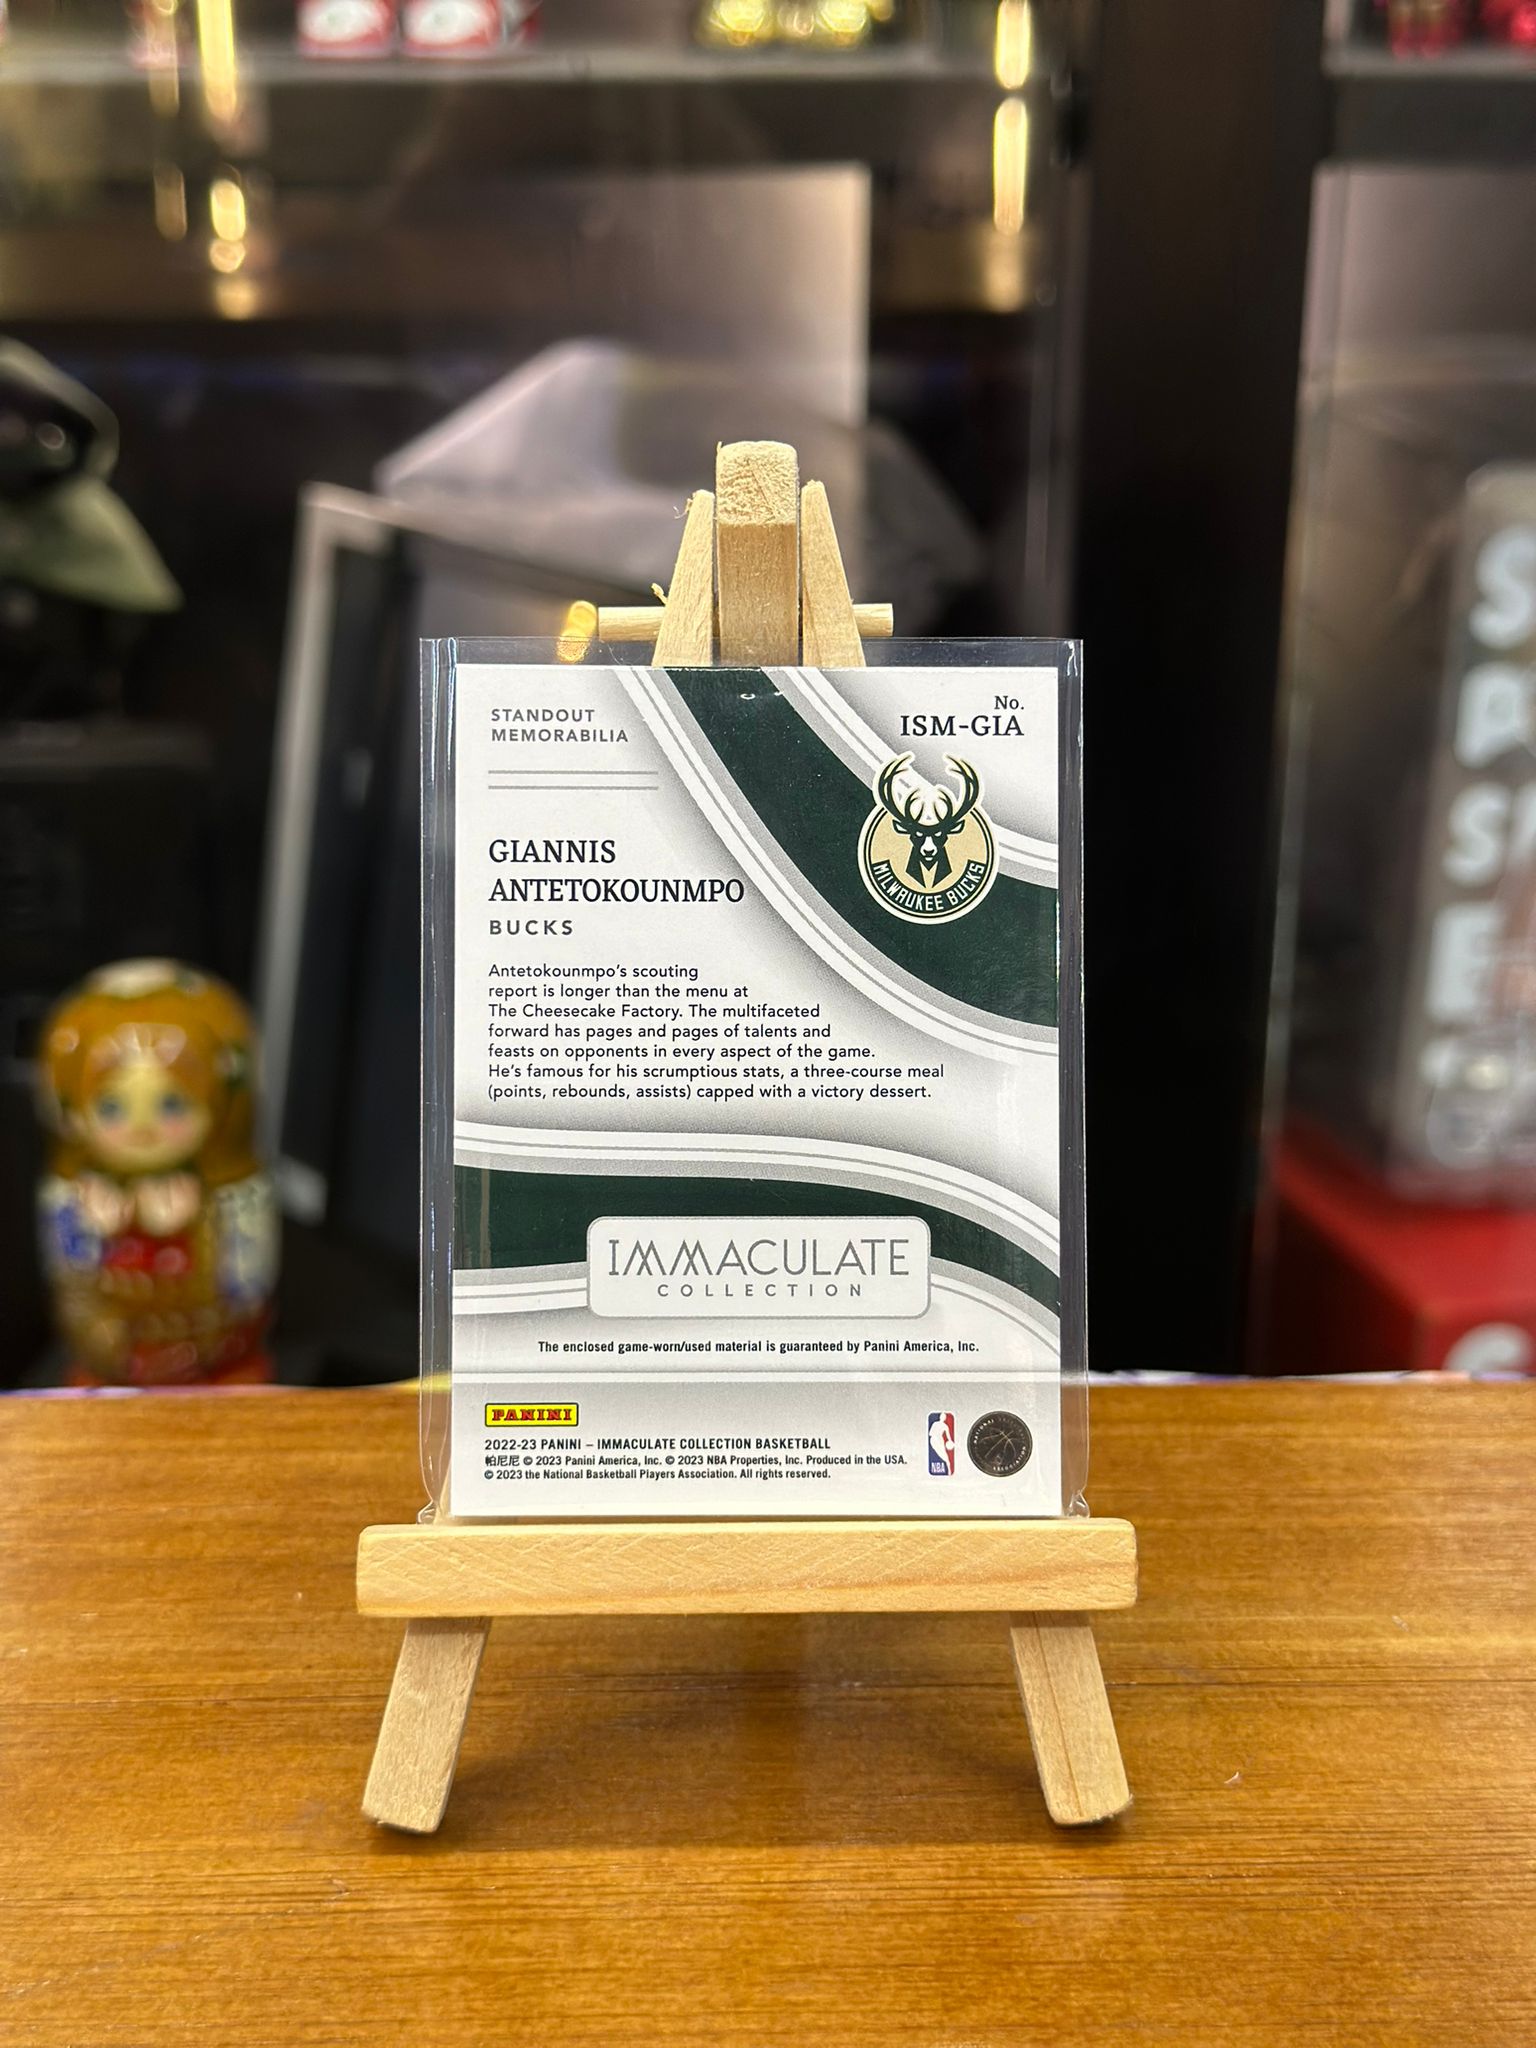 STANDOUT
MEMORABILIA
No.
ISM-GIA
MILWAUKEE BUCKS
GIANNIS
ANTETOKOUNMPO
BUCKS
Antetokounmpo's scouting
report is longer than the menu at
The Cheesecake Factory. The multifaceted
forward has pages and pages of talents and
feasts on opponents in every aspect of the game.
He's famous for his scrumptious stats, a three-course meal
(points, rebounds, assists) capped with a victory dessert.
IMMACULATE
COLLECTION
The enclosed game-worn/used material is guaranteed by Panini America, Inc.
PANINI
2022-23 PANINI – IMMACULATE COLLECTION BASKETBALL
帕尼尼 © 2023 Panini America, Inc. © 2023 NBA Properties, Inc. Produced in the USA.
© 2023 the National Basketball Players Association. All rights reserved.
NBA